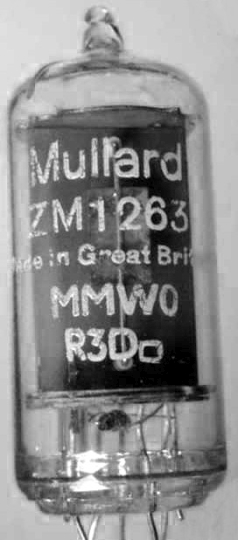 Mullard
ZM1263
Made in Great Brit
MMW0
R3D□